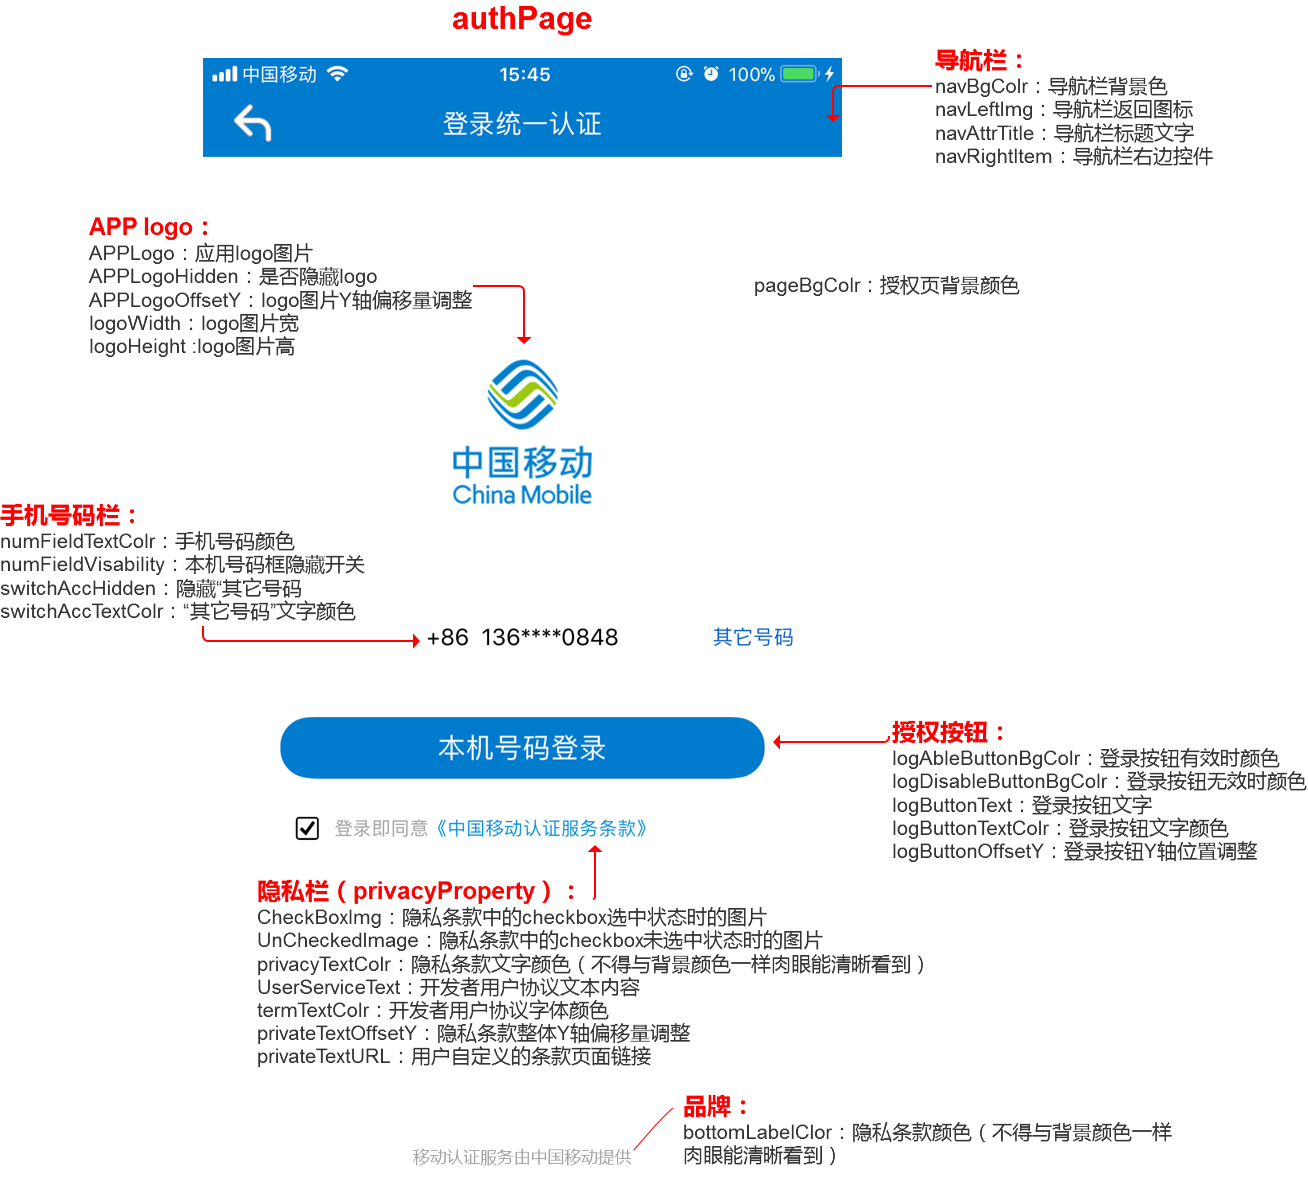 authPage
中国移动
15:45
100%
登录统一认证
导航栏：
navBgColr：导航栏背景色
navLeftImg：导航栏返回图标
navAttrTitle：导航栏标题文字
navRightItem：导航栏右边控件
APP logo：
APPLogo：应用logo图片
APPLogoHidden：是否隐藏logo
APPLogoOffsetY：logo图片Y轴偏移量调整
logoWidth：logo图片宽
logoHeight :logo图片高
pageBgColr：授权页背景颜色
中国移动
China Mobile
手机号码栏：
numFieldTextColr：手机号码颜色
numFieldVisability：本机号码框隐藏开关
switchAccHidden：隐藏“其它号码
switchAccTextColr：“其它号码”文字颜色
+86 136****0848
其它号码
本机号码登录
授权按钮：
logAbleButtonBgColr：登录按钮有效时颜色
logDisableButtonBgColr：登录按钮无效时颜色
logButtonText：登录按钮文字
logButtonTextColr：登录按钮文字颜色
logButtonOffsetY：登录按钮Y轴位置调整
登录即同意《中国移动认证服务条款》
隐私栏（privacyProperty）：
CheckBoxImg：隐私条款中的checkbox选中状态时的图片
UnCheckedImage：隐私条款中的checkbox未选中状态时的图片
privacyTextColr：隐私条款文字颜色（不得与背景颜色一样肉眼能清晰看到）
UserServiceText：开发者用户协议文本内容
termTextColr：开发者用户协议字体颜色
privateTextOffsetY：隐私条款整体Y轴偏移量调整
privateTextURL：用户自定义的条款页面链接
品牌：
bottomLabelClor：隐私条款颜色（不得与背景颜色一样
肉眼能清晰看到）
移动认证服务由中国移动提供